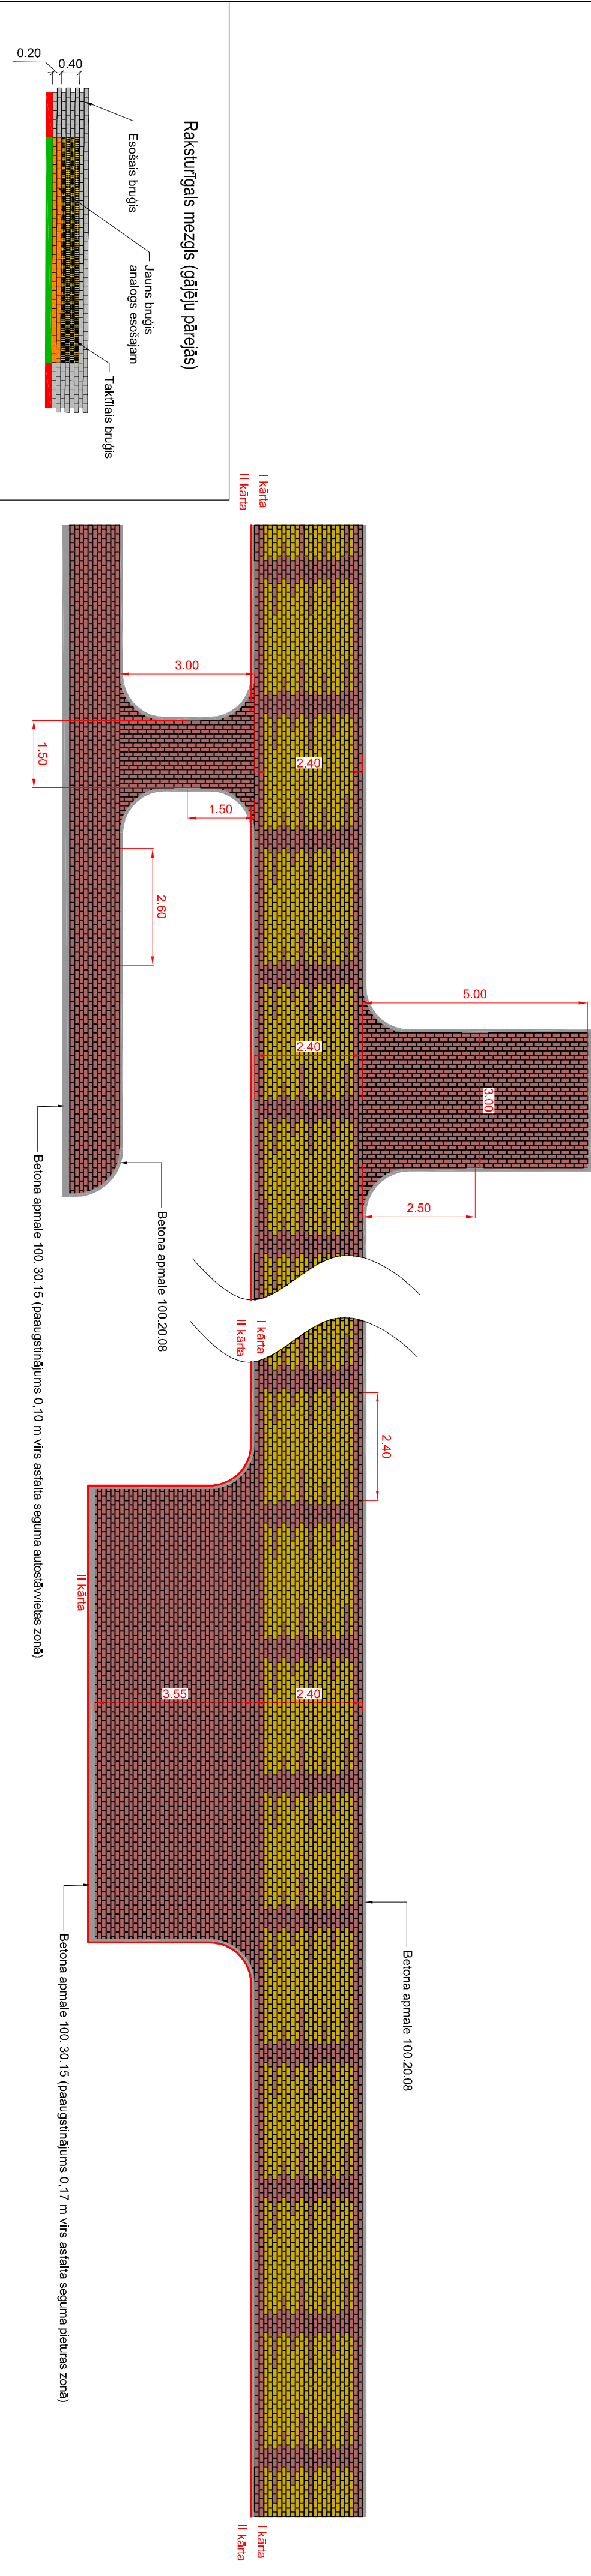 Raksturīgais mezgls (gājēju pārejās)
0.20
0.40
Esošais bruģis
Jauns bruģis
analogs esošajam
Taktīlais bruģis
I kārta
II kārta
3.00
2.40
1.50
1.50
2.60
5.00
2.40
3.00
2.50
Betona apmale 100.20.08
Betona apmale 100. 30.15 (paaugstinājums 0,10 m virs asfalta seguma autostāvvietas zonā)
I kārta
II kārta
2.40
II kārta
3.55
2.40
Betona apmale 100.20.08
Betona apmale 100. 30.15 (paaugstinājums 0,17 m virs asfalta seguma pieturas zonā)
I kārta
II kārta